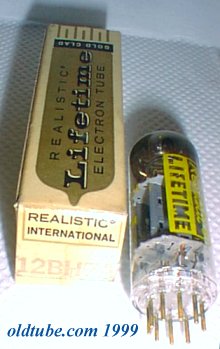 GOLD CLAD
REALISTIC®
Lifetime
ELECTRON TUBE
REALISTIC®
INTERNATIONAL
LIFETIME
oldtube.com 1999